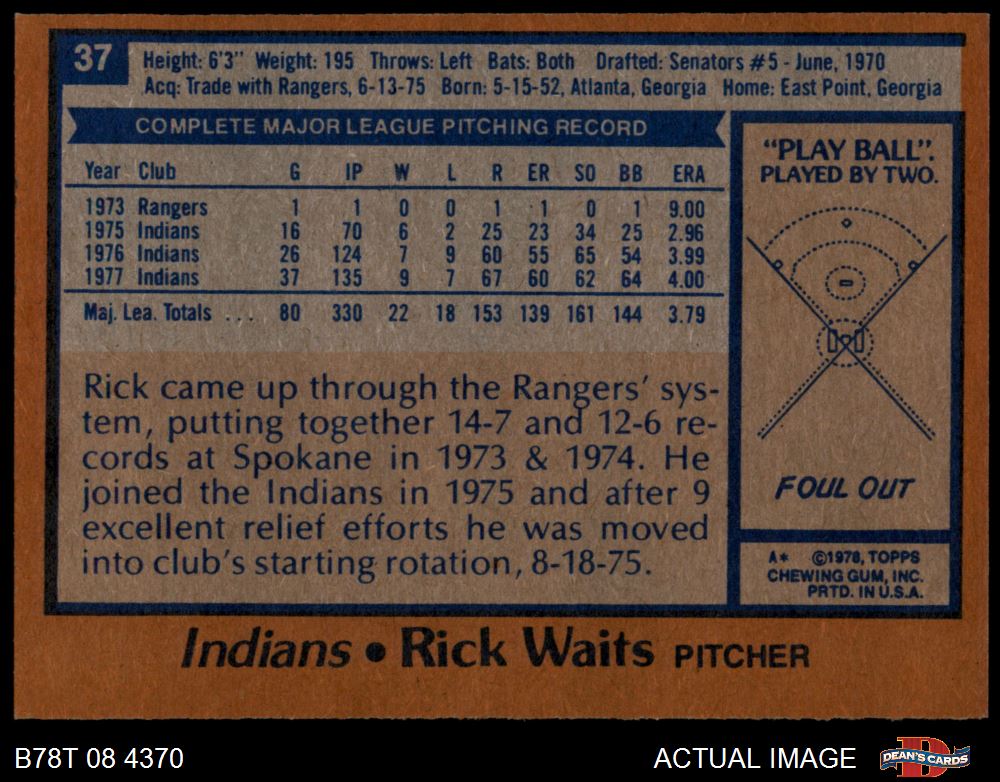 37
Height: 6'3" Weight: 195 Throws: Left Bats: Both Drafted: Senators #5 - June, 1970
Acq: Trade with Rangers, 6-13-75 Born: 5-15-52, Atlanta, Georgia Home: East Point, Georgia
COMPLETE MAJOR LEAGUE PITCHING RECORD
Year Club G IP W L R ER SO BB ERA
1973 Rangers 1 1 0 0 1 1 0 1 9.00
1975 Indians 16 70 6 2 25 23 34 25 2.96
1976 Indians 26 124 7 9 60 55 65 54 3.99
1977 Indians 37 135 9 7 67 60 62 64 4.00
Maj. Lea. Totals . . . 80 330 22 18 153 139 161 144 3.79
Rick came up through the Rangers' sys-
tem, putting together 14-7 and 12-6 re-
cords at Spokane in 1973 & 1974. He
joined the Indians in 1975 and after 9
excellent relief efforts he was moved
into club's starting rotation, 8-18-75.
"PLAY BALL".
PLAYED BY TWO.
FOUL OUT
A* ©1978, TOPPS
CHEWING GUM, INC.
PRTD. IN U.S.A.
Indians • Rick Waits PITCHER
B78T 08 4370
ACTUAL IMAGE
D
DEAN'S CARDS